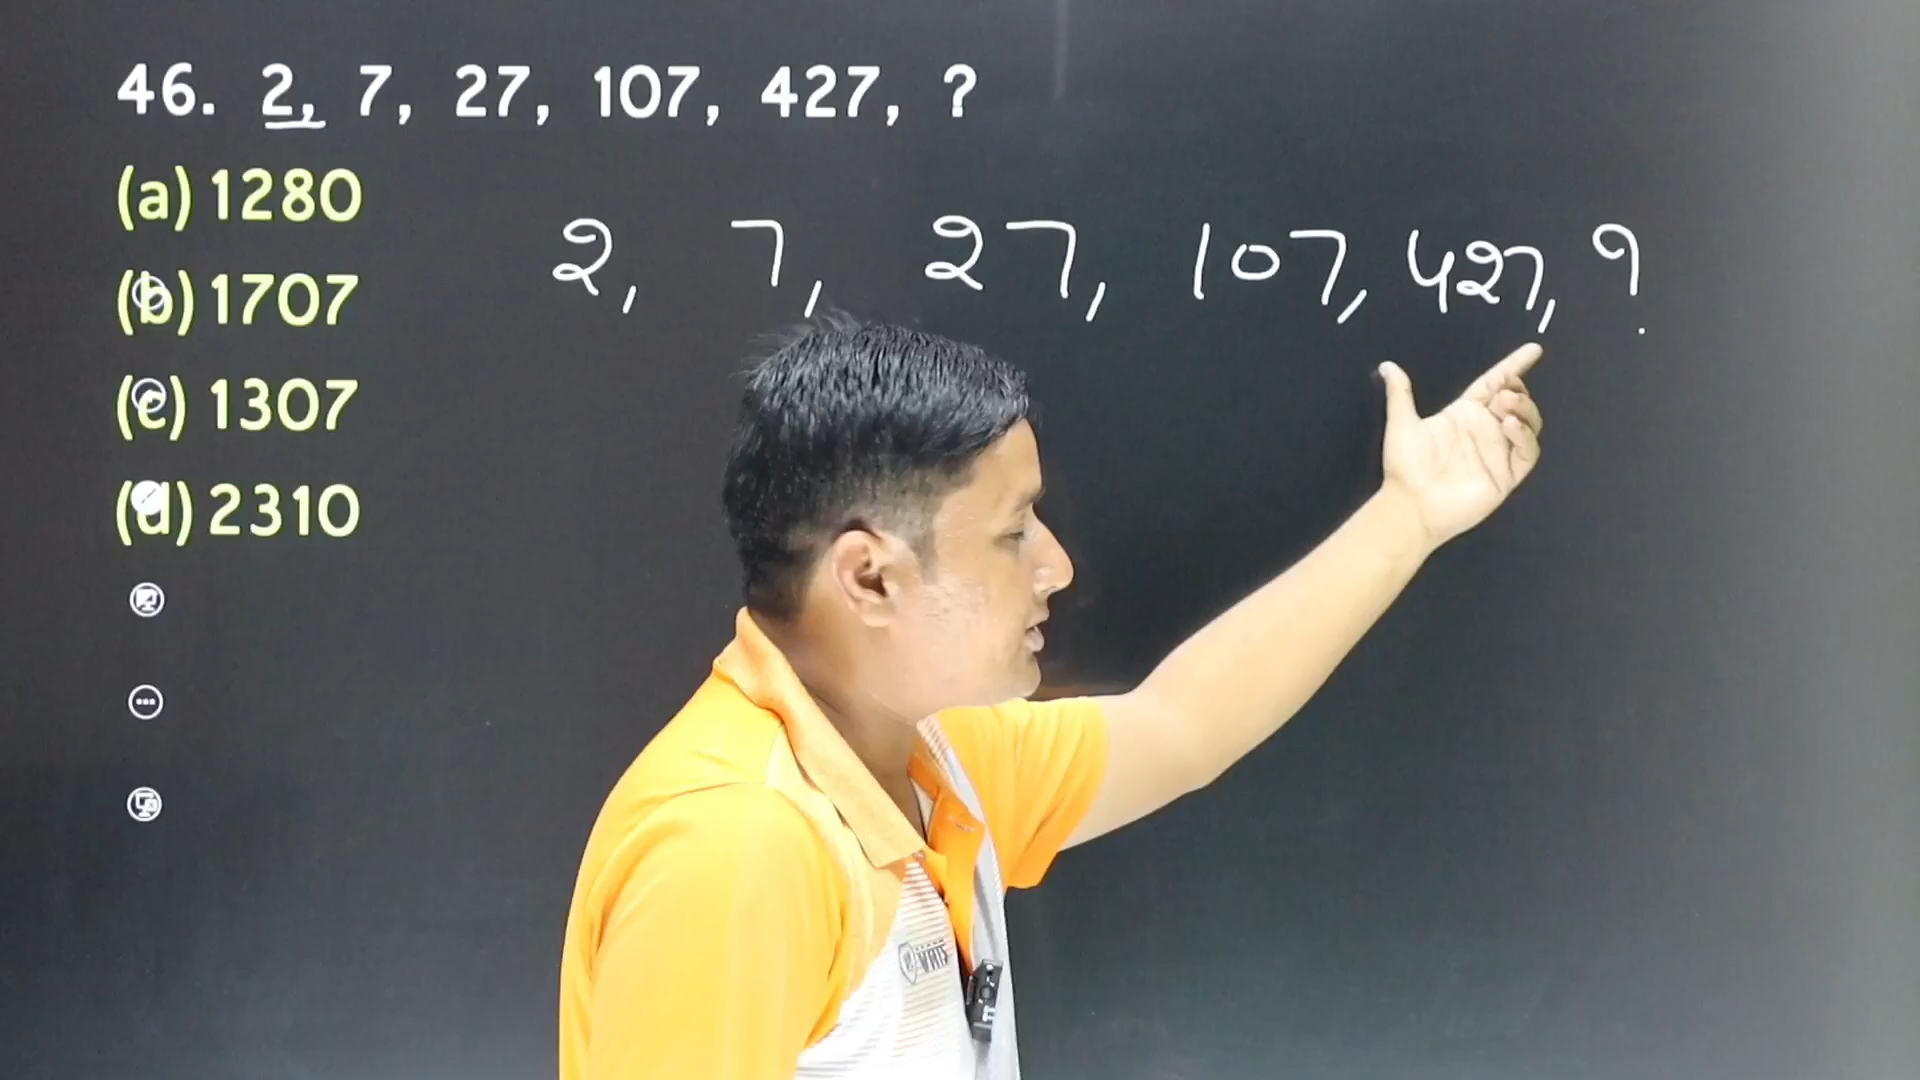 46. 2, 7, 27, 107, 427, ?
(a) 1280
(b) 1707
(c) 1307
(d) 2310
2, 7, 27, 107, 427, ?